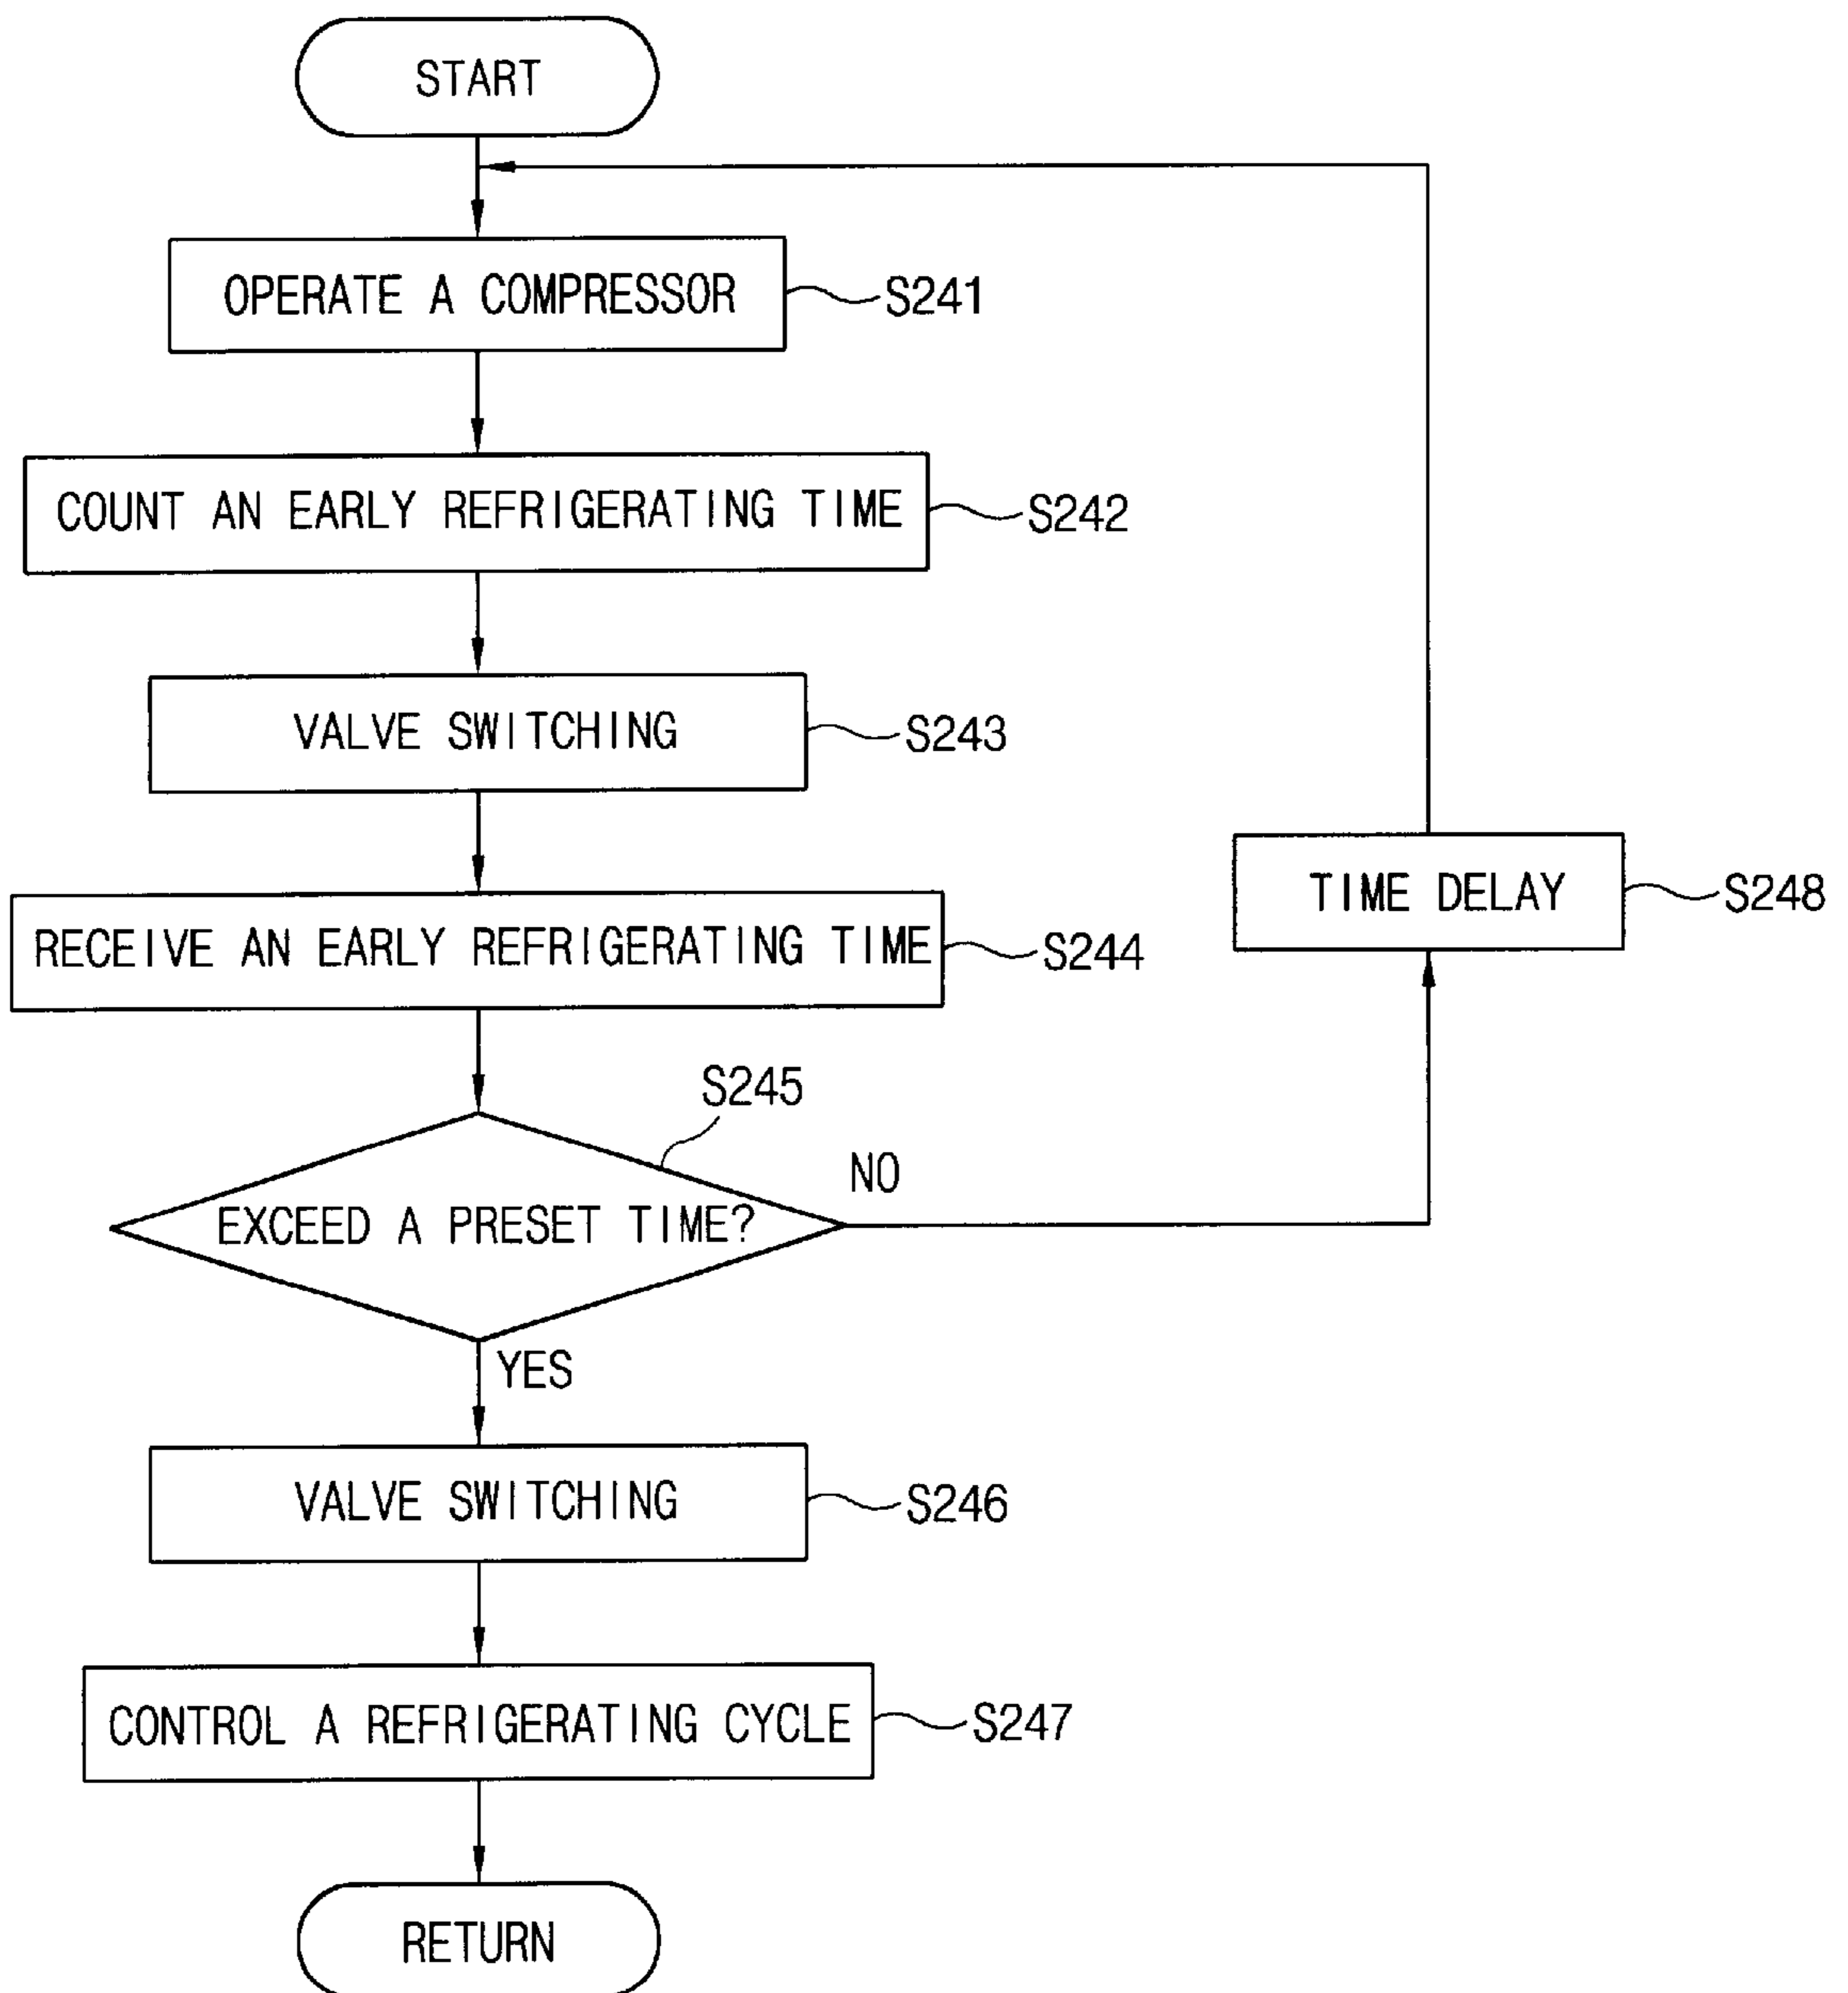 START
OPERATE A COMPRESSOR
S241
COUNT AN EARLY REFRIGERATING TIME
S242
VALVE SWITCHING
S243
RECEIVE AN EARLY REFRIGERATING TIME
S244
TIME DELAY
S248
S245
EXCEED A PRESET TIME?
NO
YES
VALVE SWITCHING
S246
CONTROL A REFRIGERATING CYCLE
S247
RETURN